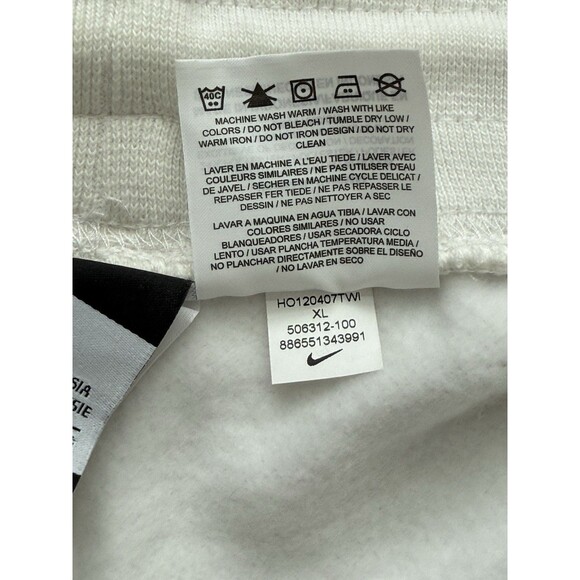 40C
MACHINE WASH WARM / WASH WITH LIKE
COLORS / DO NOT BLEACH / TUMBLE DRY LOW /
WARM IRON / DO NOT IRON DESIGN / DO NOT DRY
CLEAN
LAVER EN MACHINE A L'EAU TIEDE / LAVER AVEC
COULEURS SIMILAIRES / NE PAS UTILISER D'EAU
DE JAVEL / SECHER EN MACHINE CYCLE DELICAT /
REPASSER FER TIEDE / NE PAS REPASSER LE
DESSIN / NE PAS NETTOYER A SEC
LAVAR A MAQUINA EN AGUA TIBIA / LAVAR CON
COLORES SIMILARES / NO USAR
BLANQUEADORES / USAR SECADORA CICLO
LENTO / USAR PLANCHA TEMPERATURA MEDIA /
NO PLANCHAR DIRECTAMENTE SOBRE EL DISEÑO
/ NO LAVAR EN SECO
HO120407TWI
XL
506312-100
886551343991
SIA
SIE